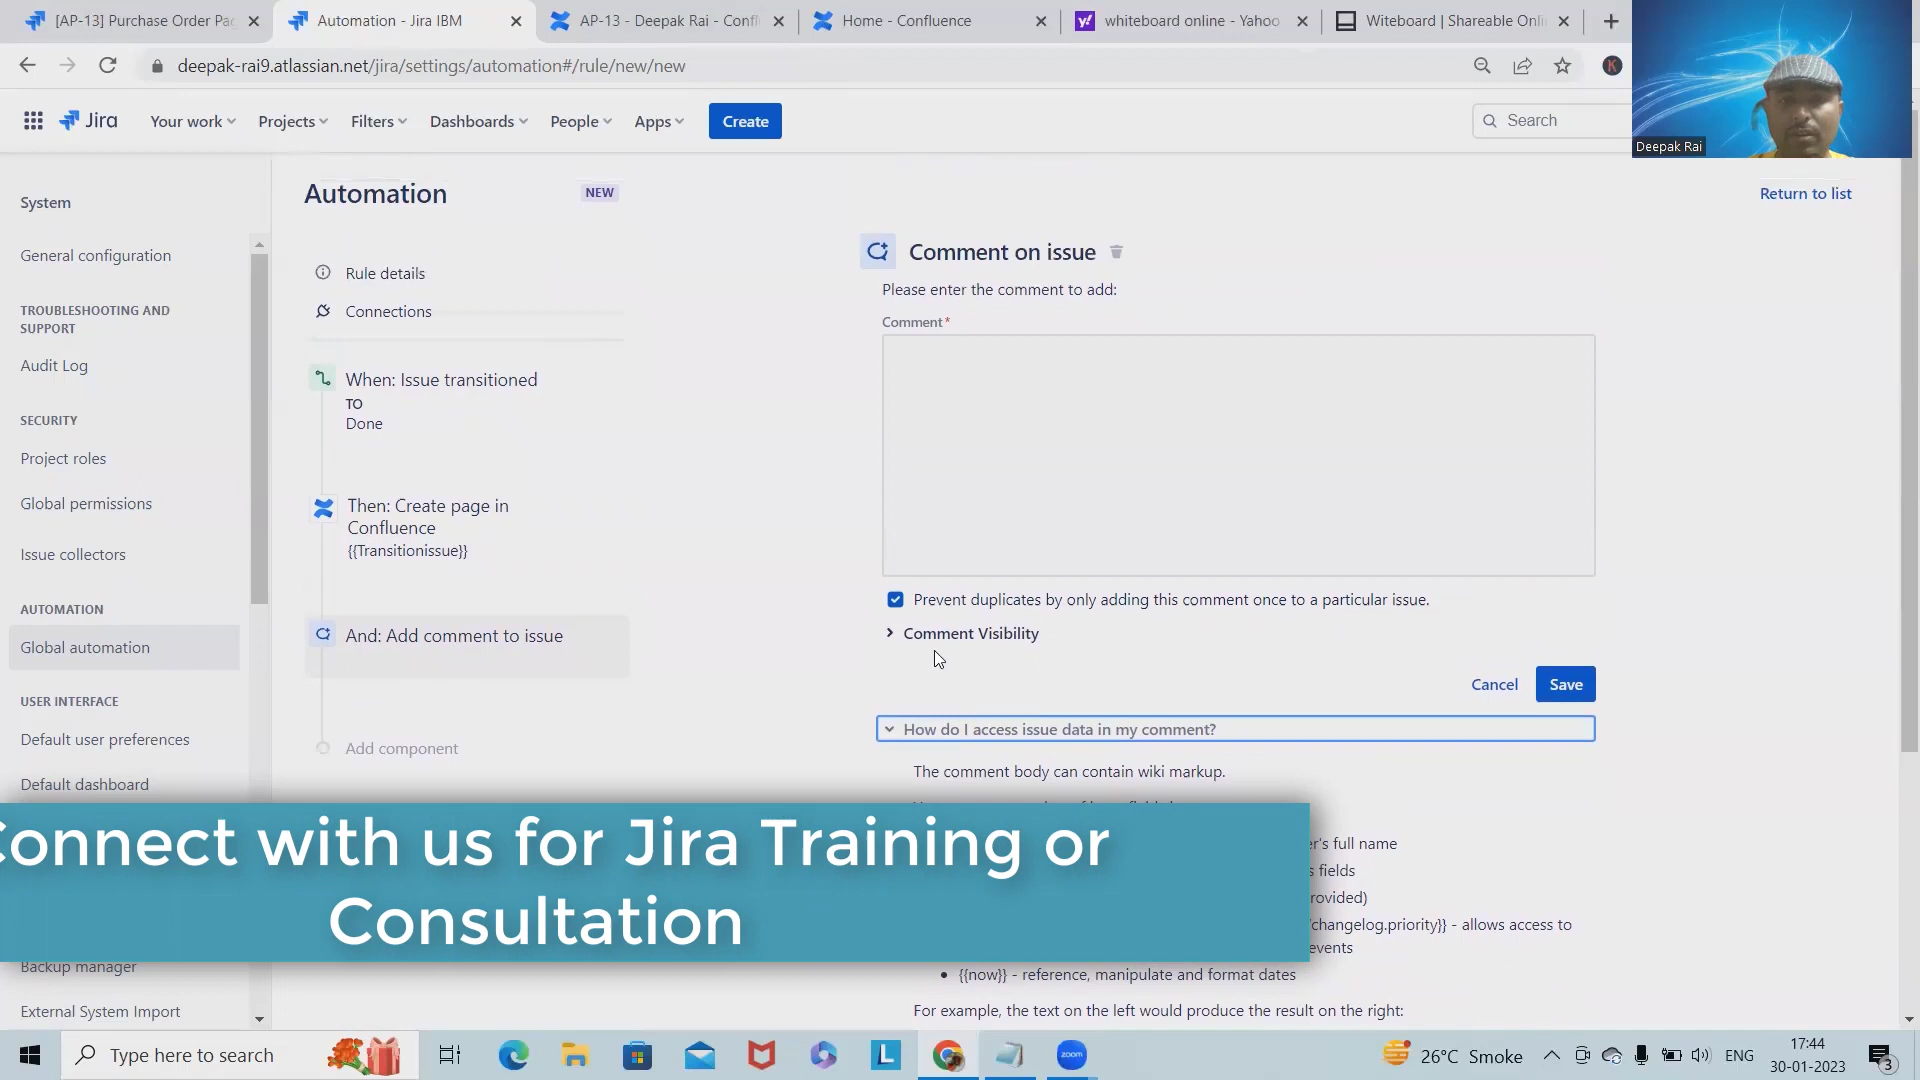 [AP-13] Purchase Order Pa
Automation - Jira IBM
AP-13 - Deepak Rai - Confl
Home - Confluence
whiteboard online - Yahoo
Witeboard | Shareable Onli
deepak-rai9.atlassian.net/jira/settings/automation#/rule/new/new
K
Jira
Your work
Projects
Filters
Dashboards
People
Apps
Create
Search
Deepak Rai
System
General configuration
TROUBLESHOOTING AND
SUPPORT
Audit Log
SECURITY
Project roles
Global permissions
Issue collectors
AUTOMATION
Global automation
USER INTERFACE
Default user preferences
Default dashboard
Backup manager
External System Import
Automation
NEW
Return to list
Rule details
Connections
When: Issue transitioned
TO
Done
Then: Create page in
Confluence
{{Transitionissue}}
And: Add comment to issue
Add component
Comment on issue
Please enter the comment to add:
Comment*
Prevent duplicates by only adding this comment once to a particular issue.
Comment Visibility
Cancel
Save
How do I access issue data in my comment?
The comment body can contain wiki markup.
er's full name
s fields
rovided)
changelog.priority}} - allows access to
events
• {{now}} - reference, manipulate and format dates
For example, the text on the left would produce the result on the right:
Connect with us for Jira Training or
Consultation
Type here to search
L
zoom
26°C Smoke
ENG
17:44
30-01-2023
3